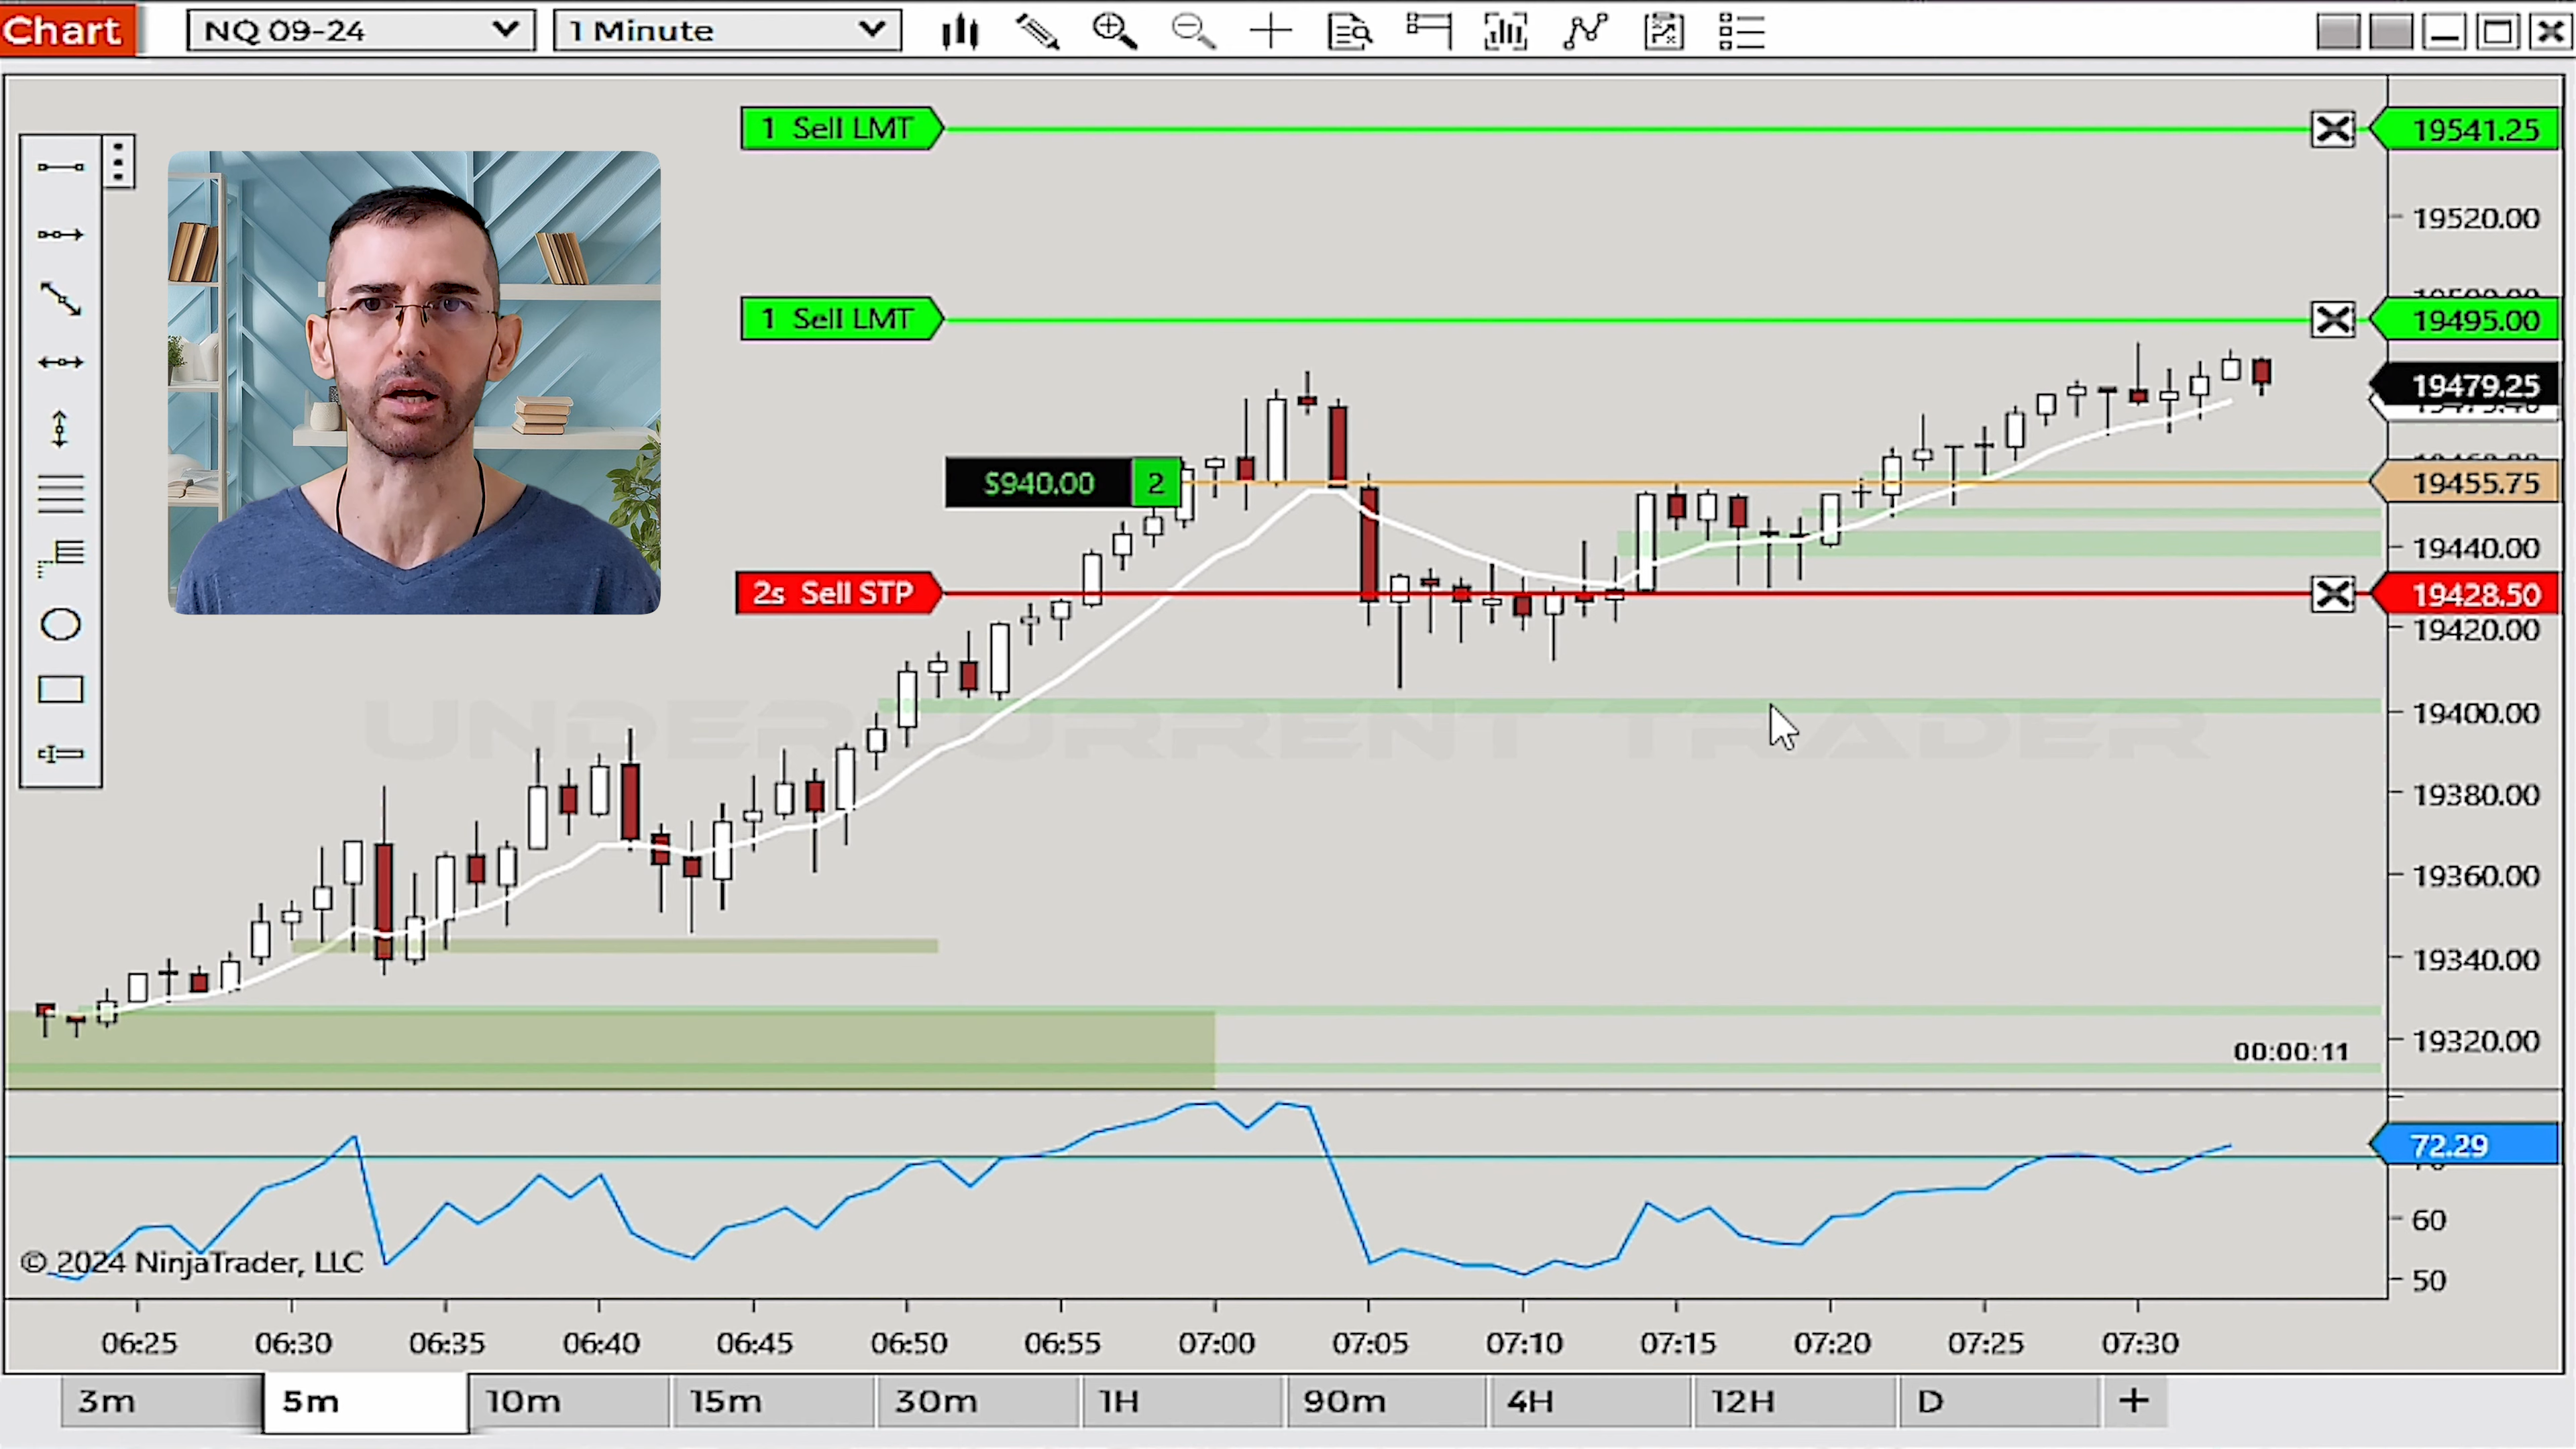 Chart
NQ 09-24
1 Minute
1 Sell LMT
19541.25
19520.00
1 Sell LMT
19495.00
19479.25
$940.00 2
19455.75
19440.00
2s Sell STP
19428.50
19420.00
UNDERCURRENT TRADER
19400.00
19380.00
19360.00
19340.00
00:00:11
19320.00
72.29
60
© 2024 NinjaTrader, LLC
50
06:25 06:30 06:35 06:40 06:45 06:50 06:55 07:00 07:05 07:10 07:15 07:20 07:25 07:30
3m 5m 10m 15m 30m 1H 90m 4H 12H D +